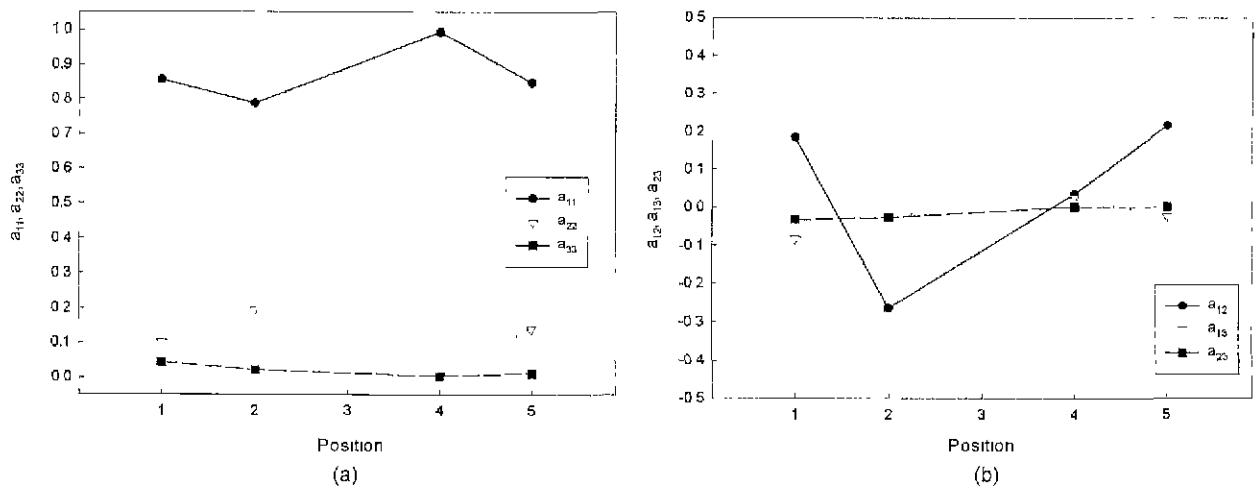 1.0
0.9
0.8
0.7
0.6
0.5
0.4
0.3
0.2
0.1
0.0
a₁₁, a₂₂, a₃₃
a₁₁
a₂₂
a₃₃
1 2 3 4 5
Position
(a)
0.5
0.4
0.3
0.2
0.1
0.0
-0.1
-0.2
-0.3
-0.4
-0.5
a₁₂, a₁₃, a₂₃
a₁₂
a₁₃
a₂₃
1 2 3 4 5
Position
(b)